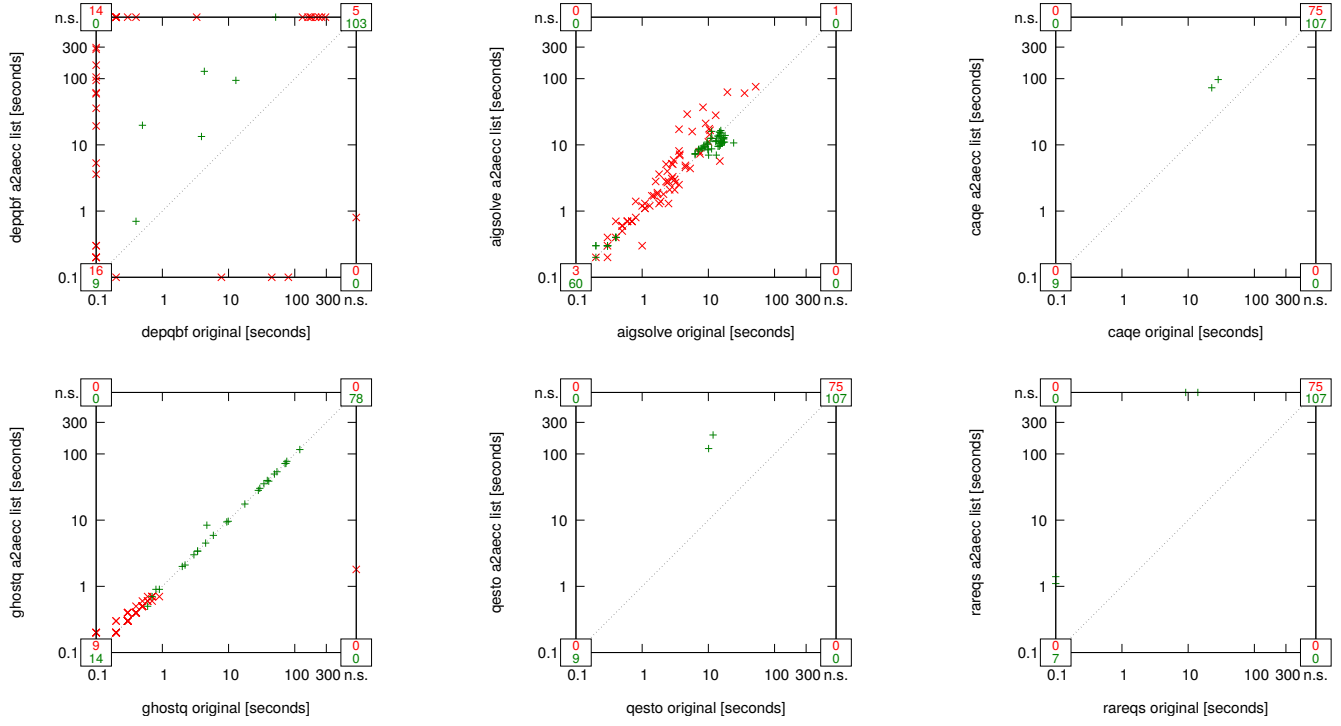 n.s. 14 5
0 103
300
100
10
1
0.1 16 0
9 0
0.1 1 10 100 300 n.s.
depqbf a2aecc list [seconds]
depqbf original [seconds]
n.s. 0 1
0 0
300
100
10
1
0.1 3 0
60 0
0.1 1 10 100 300 n.s.
aigsolve a2aecc list [seconds]
aigsolve original [seconds]
n.s. 0 75
0 107
300
100
10
1
0.1 0 0
9 0
0.1 1 10 100 300 n.s.
caqe a2aecc list [seconds]
caqe original [seconds]
n.s. 0 0
0 78
300
100
10
1
0.1 9 0
14 0
0.1 1 10 100 300 n.s.
ghostq a2aecc list [seconds]
ghostq original [seconds]
n.s. 0 75
0 107
300
100
10
1
0.1 0 0
9 0
0.1 1 10 100 300 n.s.
qesto a2aecc list [seconds]
qesto original [seconds]
n.s. 0 75
0 107
300
100
10
1
0.1 0 0
7 0
0.1 1 10 100 300 n.s.
rareqs a2aecc list [seconds]
rareqs original [seconds]